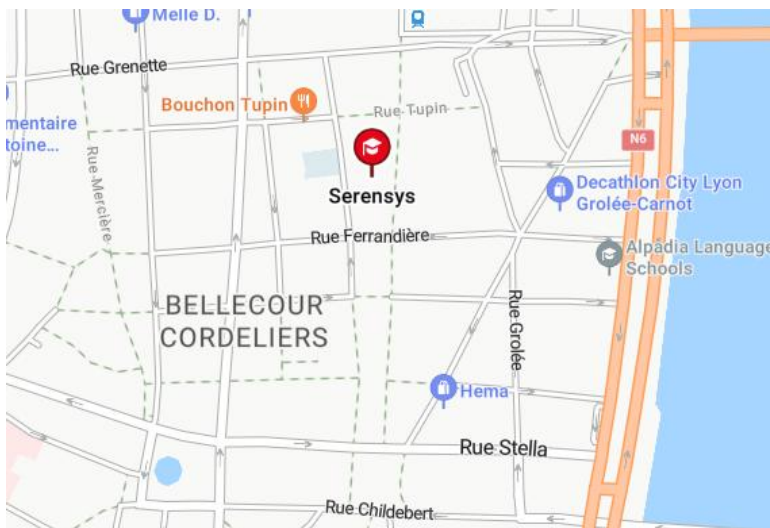 Melle D.
Rue Grenette
Bouchon Tupin
Rue Tupin
mentaire
toine...
N6
Rue Mercière
Serensys
Decathlon City Lyon
Grolée-Carnot
Rue Ferrandière
Alpadia Language
Schools
BELLECOUR
CORDELIERS
Rue Grolée
Hema
Rue Stella
Rue Childebert